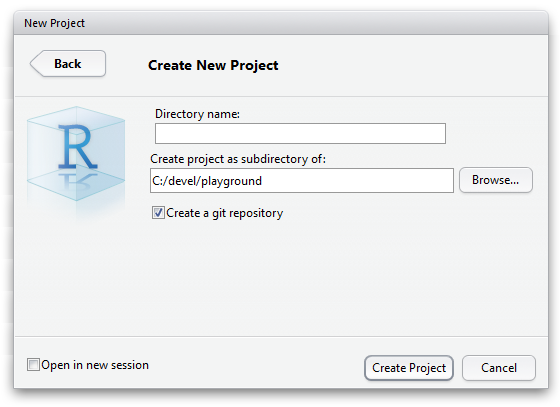 New Project
Back
Create New Project
R
Directory name:
Create project as subdirectory of:
C:/devel/playground
Browse...
Create a git repository
Open in new session
Create Project
Cancel